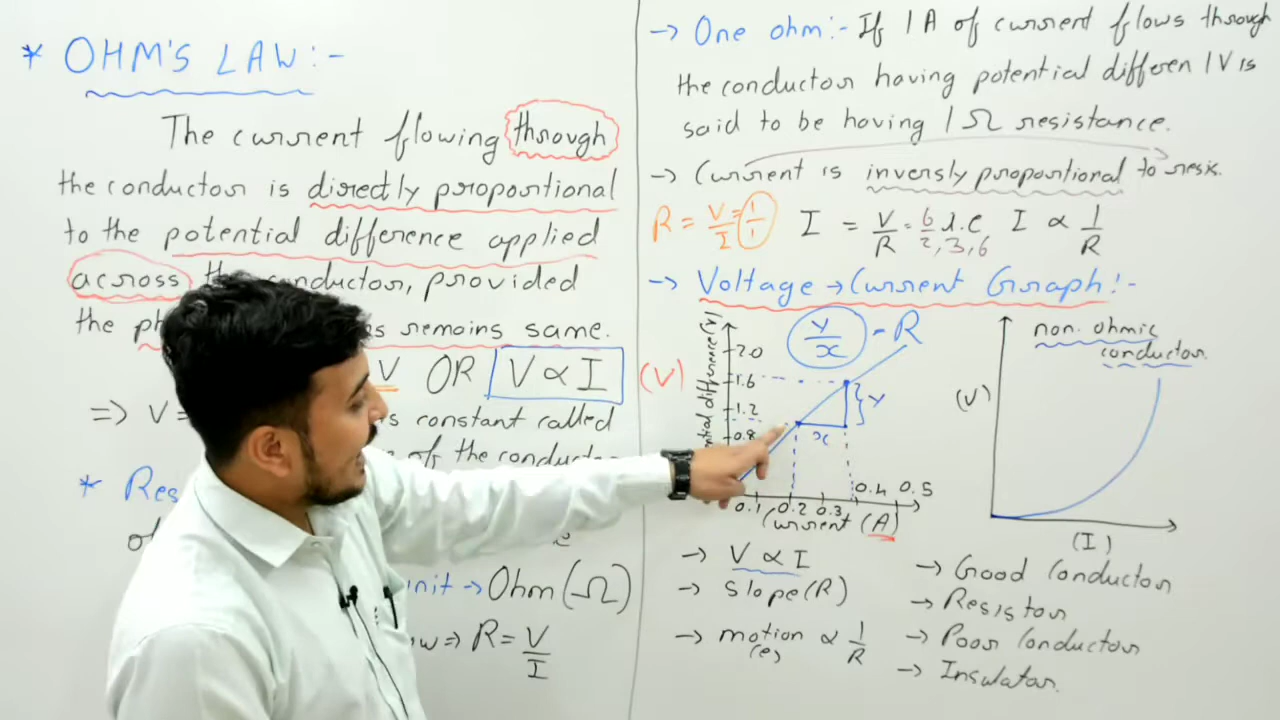 * OHM'S LAW:-
The current flowing through
the conductor is directly proportional
to the potential difference applied
across the conductor, provided
the remains same.
V OR V ∝ I
=> V = constant called
of the conductor
* Res
unit → Ohm (Ω)
=> R = V/I
→ One ohm:- If 1 A of current flows through
the conductor having potential differen 1V is
said to be having 1 Ω resistance.
→ Current is inversly proportional to resis.
R = V/I = 1/1 I = V/R = 6/2,3,6 I ∝ 1/R
→ Voltage → Current Graph:-
y/x = R
(V)
2.0
1.6
1.2
0.8
y
x
0.1 0.2 0.3 0.4 0.5
Current (A)
non. ohmic
conductor.
(V)
(I)
→ V ∝ I
→ Slope (R)
→ motion ∝ 1/R
(e)
→ Good Conductor
→ Resistor
→ Poor Conductor
→ Insulator.